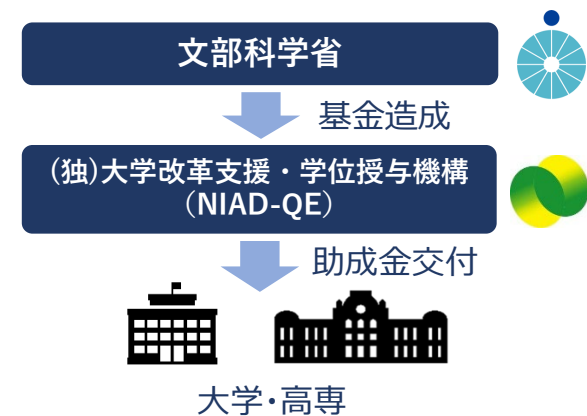 文部科学省
基金造成
(独)大学改革支援・学位授与機構
（NIAD-QE）
助成金交付
大学･高専